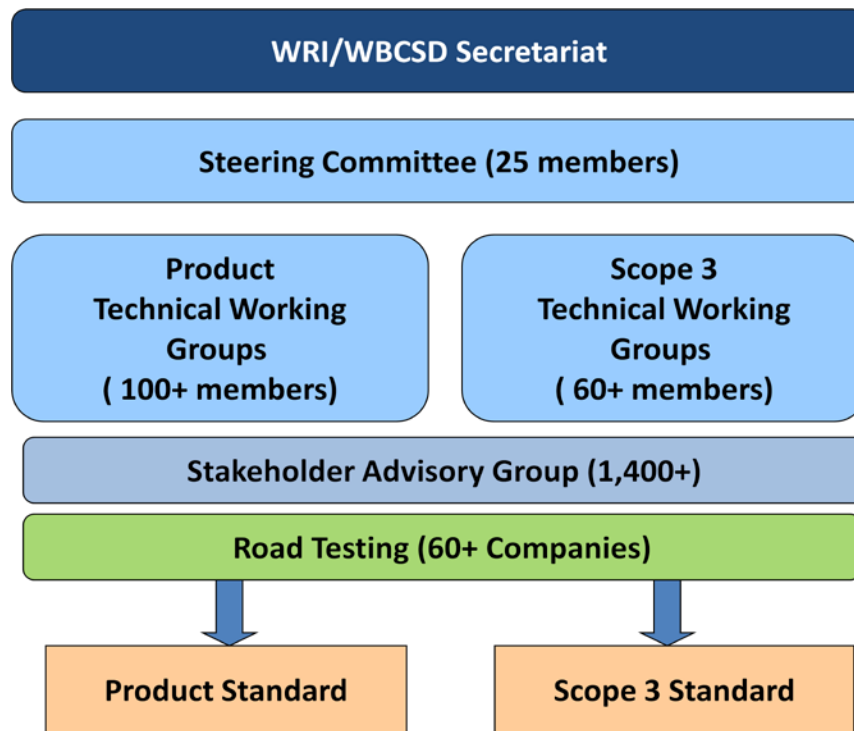 WRI/WBCSD Secretariat
Steering Committee (25 members)
Product
Technical Working
Groups
( 100+ members)
Scope 3
Technical Working
Groups
( 60+ members)
Stakeholder Advisory Group (1,400+)
Road Testing (60+ Companies)
Product Standard
Scope 3 Standard